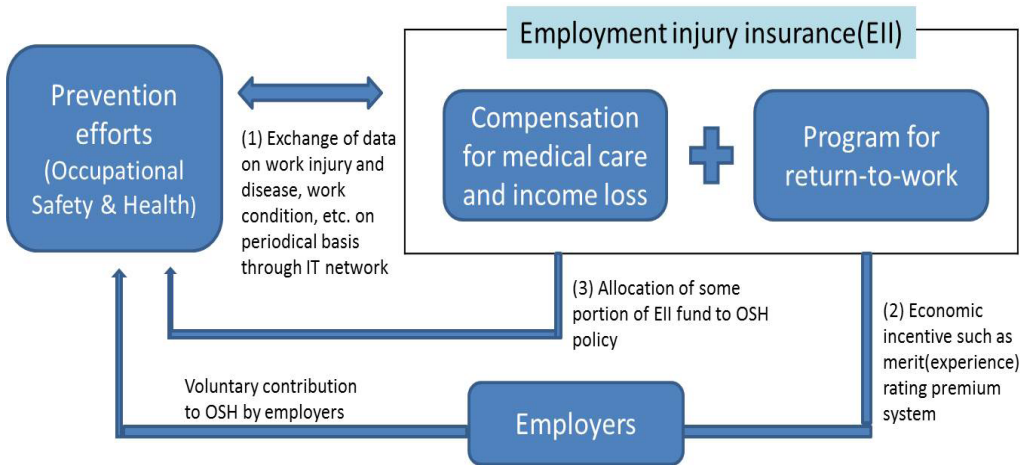 Employment injury insurance(EII)
Prevention
efforts
(Occupational
Safety & Health)
(1) Exchange of data
on work injury and
disease, work
condition, etc. on
periodical basis
through IT network
Compensation
for medical care
and income loss
Program for
return-to-work
(3) Allocation of some
portion of EII fund to OSH
policy
(2) Economic
incentive such as
merit(experience)
rating premium
system
Voluntary contribution
to OSH by employers
Employers